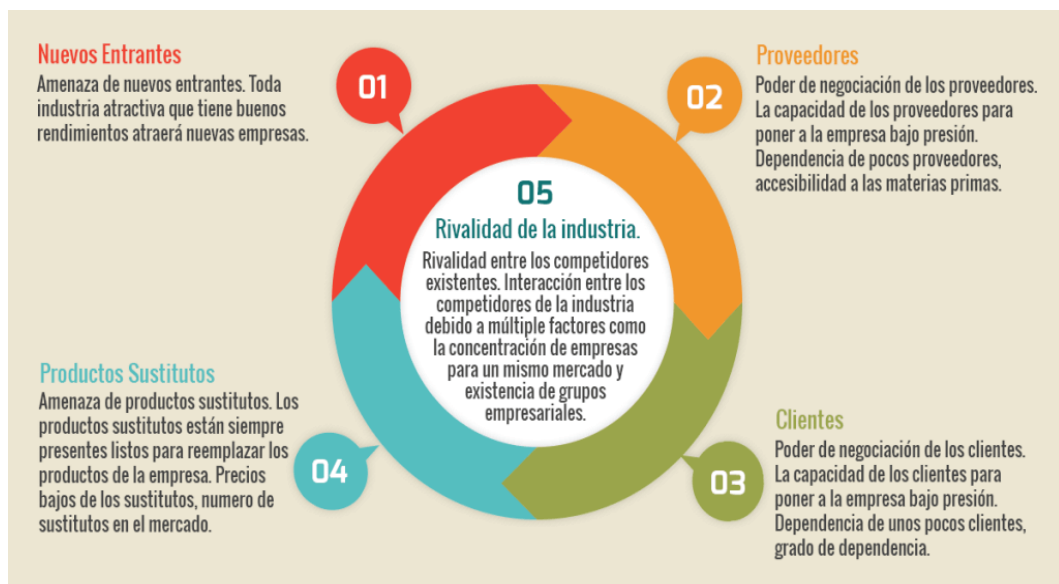 Nuevos Entrantes
Amenaza de nuevos entrantes. Toda
industria atractiva que tiene buenos
rendimientos atraerá nuevas empresas.
01
02
Proveedores
Poder de negociación de los proveedores.
La capacidad de los proveedores para
poner a la empresa bajo presión.
Dependencia de pocos proveedores,
accesibilidad a las materias primas.
05
Rivalidad de la industria.
Rivalidad entre los competidores
existentes. Interacción entre los
competidores de la industria
debido a múltiple factores como
la concentración de empresas
para un mismo mercado y
existencia de grupos
empresariales.
Productos Sustitutos
Amenaza de productos sustitutos. Los
productos sustitutos están siempre
presentes listos para reemplazar los
productos de la empresa. Precios
bajos de los sustitutos, numero de
sustitutos en el mercado.
04
03
Clientes
Poder de negociación de los clientes.
La capacidad de los clientes para
poner a la empresa bajo presión.
Dependencia de unos pocos clientes,
grado de dependencia.